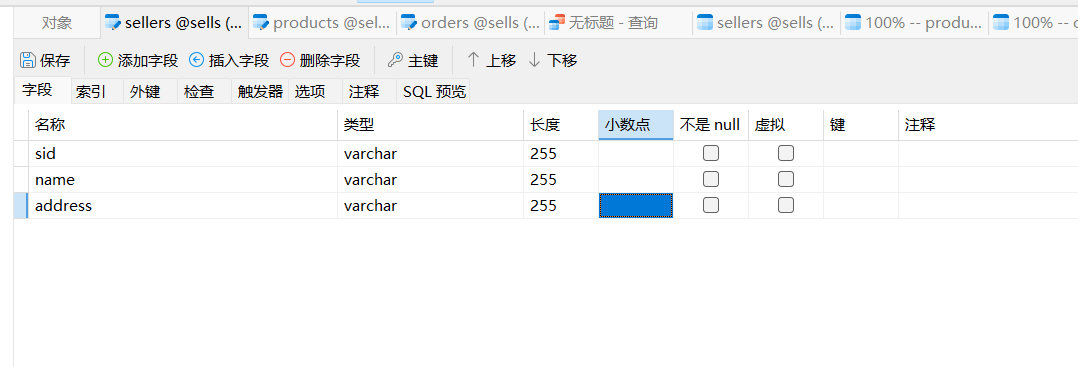 对象 sellers @sells (... products @sel... orders @sells (... 无标题 - 查询 sellers @sells (... 100% -- produ... 100% -- c
保存 添加字段 插入字段 删除字段 主键 上移 下移
字段 索引 外键 检查 触发器 选项 注释 SQL 预览
名称 类型 长度 小数点 不是 null 虚拟 键 注释
sid varchar 255
name varchar 255
address varchar 255